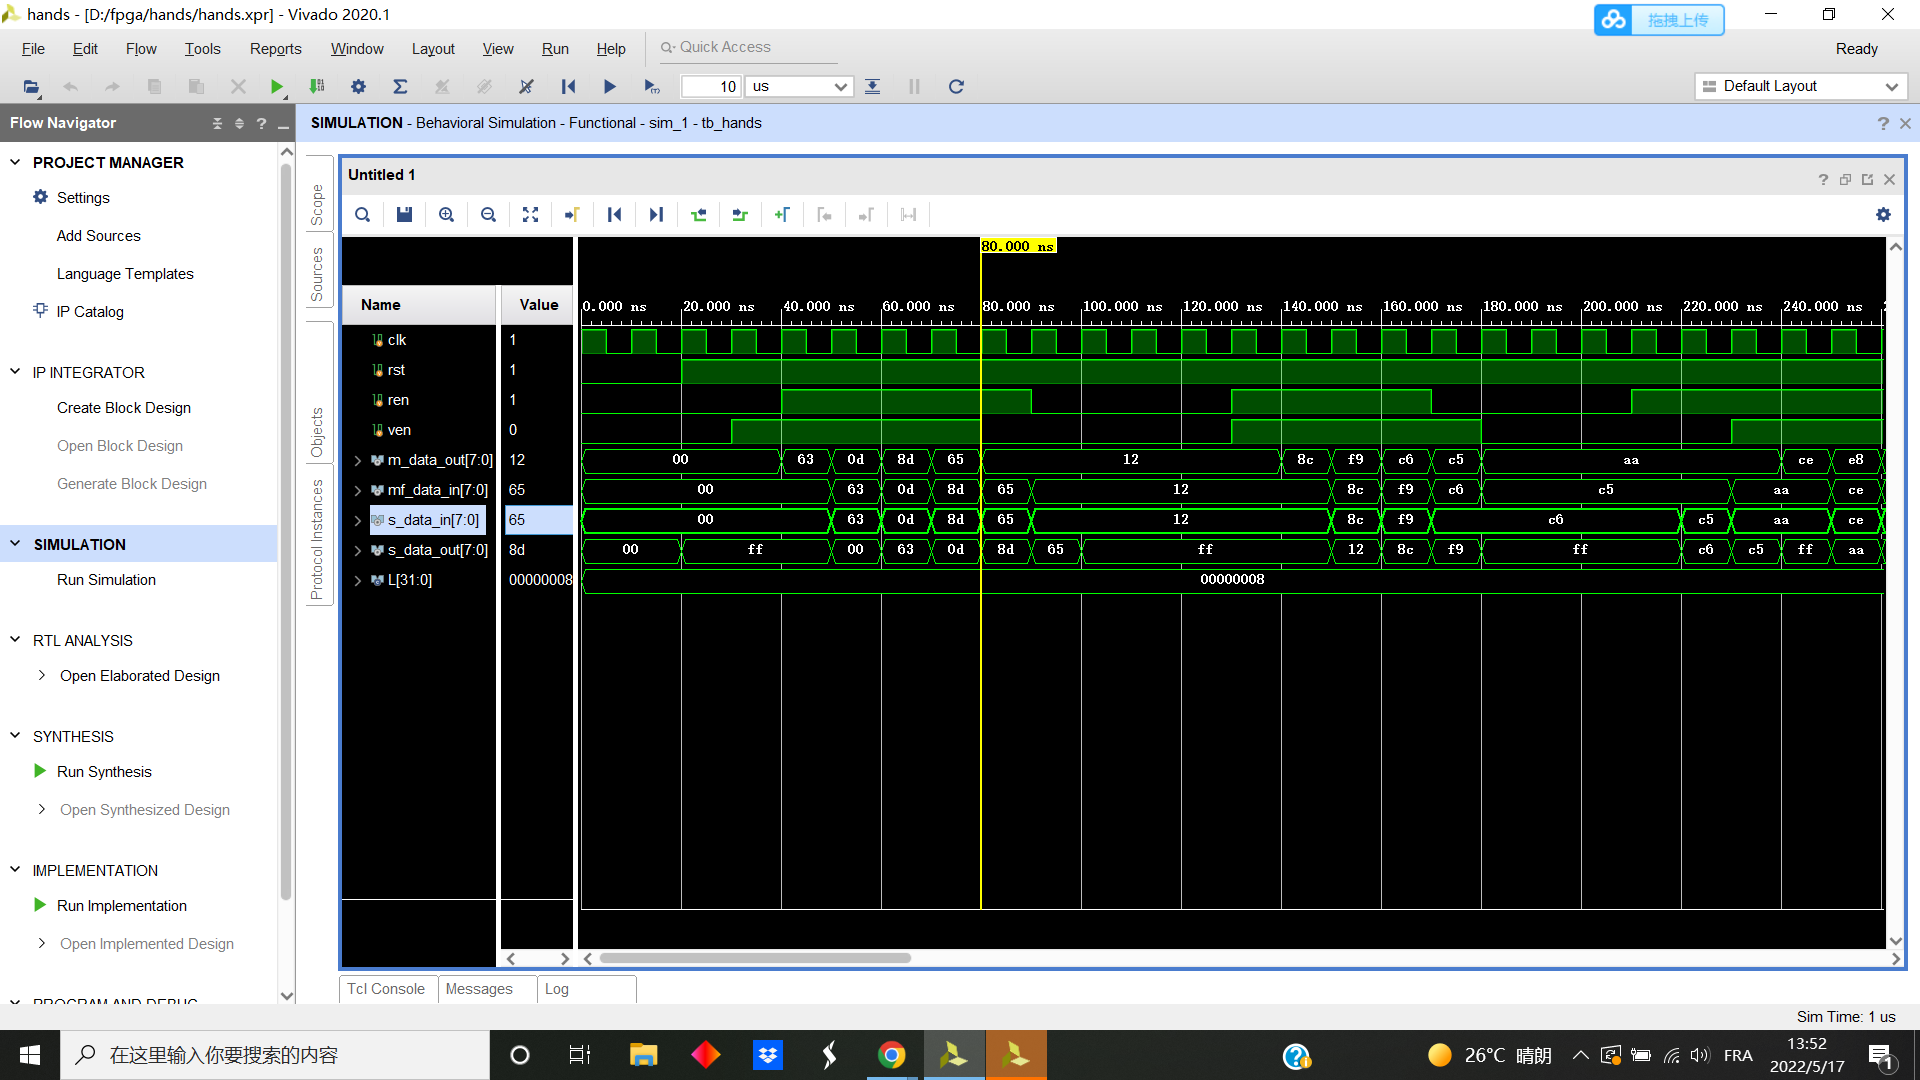 hands - [D:/fpga/hands/hands.xpr] - Vivado 2020.1
拖拽上传
File Edit Flow Tools Reports Window Layout View Run Help Quick Access
Ready
10 us
Default Layout
Flow Navigator
SIMULATION - Behavioral Simulation - Functional - sim_1 - tb_hands
PROJECT MANAGER
Settings
Add Sources
Language Templates
IP Catalog
IP INTEGRATOR
Create Block Design
Open Block Design
Generate Block Design
SIMULATION
Run Simulation
RTL ANALYSIS
Open Elaborated Design
SYNTHESIS
Run Synthesis
Open Synthesized Design
IMPLEMENTATION
Run Implementation
Open Implemented Design
PROGRAM AND DEBUG
Scope
Sources
Objects
Protocol Instances
Untitled 1
80.000 ns
Name Value
0.000 ns 20.000 ns 40.000 ns 60.000 ns 80.000 ns 100.000 ns 120.000 ns 140.000 ns 160.000 ns 180.000 ns 200.000 ns 220.000 ns 240.000 ns
clk 1
rst 1
ren 1
ven 0
m_data_out[7:0] 12 00 63 0d 8d 65 12 8c f9 c6 c5 aa ce e8
mf_data_in[7:0] 65 00 63 0d 8d 65 12 8c f9 c6 c5 aa ce
s_data_in[7:0] 65 00 63 0d 8d 65 12 8c f9 c6 c5 aa ce
s_data_out[7:0] 8d 00 ff 00 63 0d 8d 65 ff 12 8c f9 ff c6 c5 ff aa
L[31:0] 00000008 00000008
Tcl Console Messages Log
Sim Time: 1 us
在这里输入你要搜索的内容
26°C 晴朗
FRA
13:52
2022/5/17
1